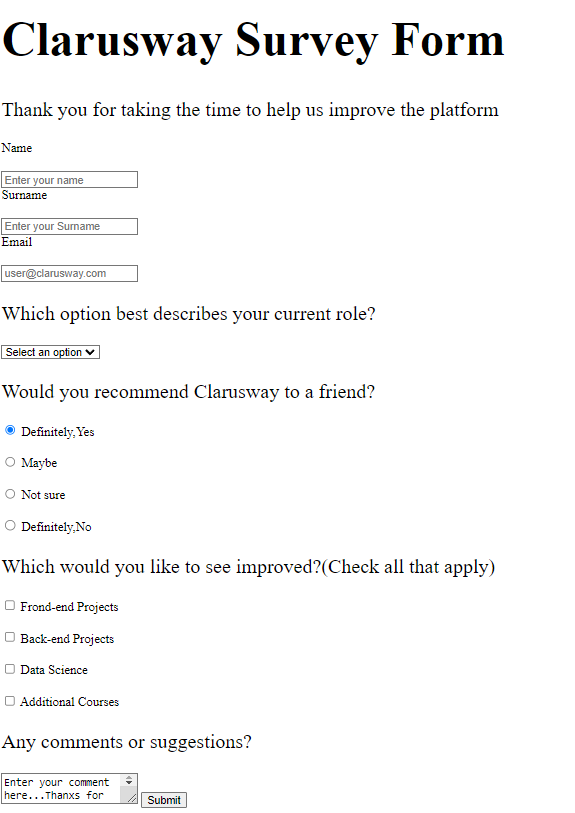 Clarusway Survey Form
Thank you for taking the time to help us improve the platform
Name
Enter your name
Surname
Enter your Surname
Email
user@clarusway.com
Which option best describes your current role?
Select an option
Would you recommend Clarusway to a friend?
Definitely,Yes
Maybe
Not sure
Definitely,No
Which would you like to see improved?(Check all that apply)
Frond-end Projects
Back-end Projects
Data Science
Additional Courses
Any comments or suggestions?
Enter your comment
here...Thanxs for
Submit